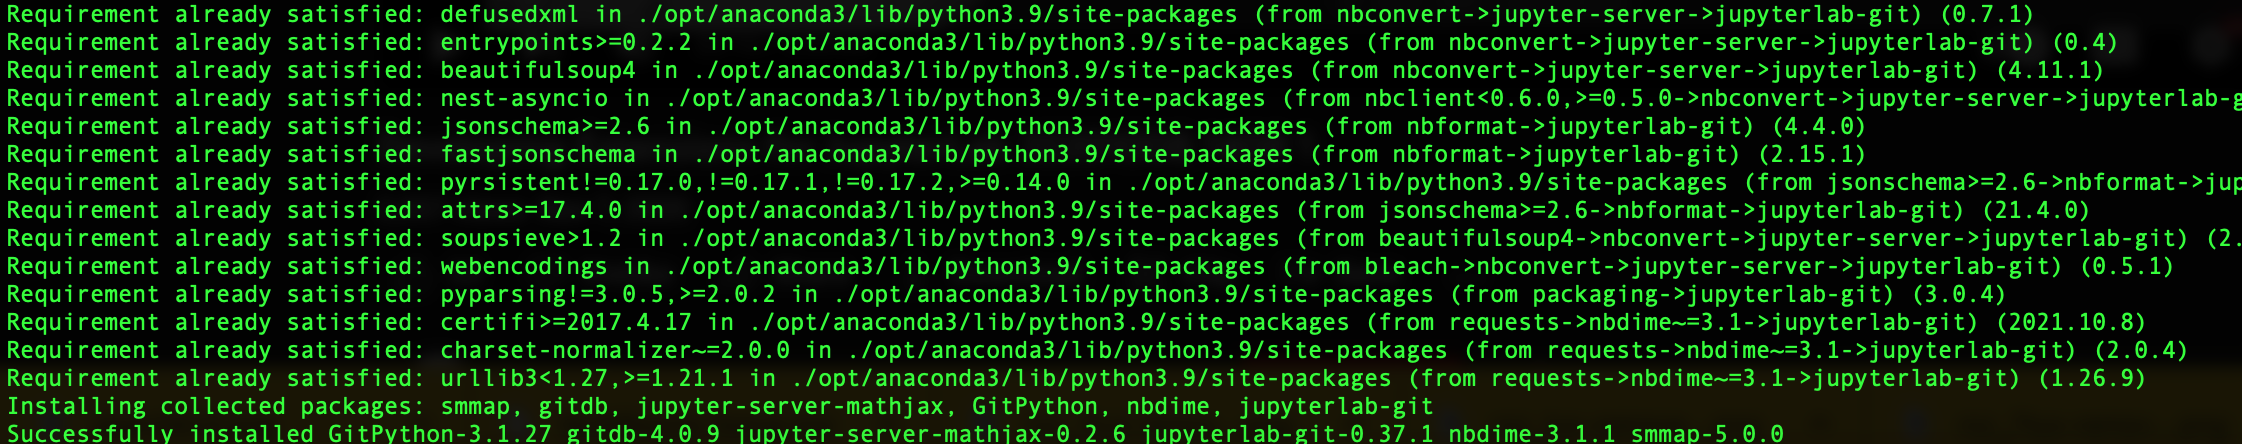 Requirement already satisfied: defusedxml in ./opt/anaconda3/lib/python3.9/site-packages (from nbconvert->jupyter-server->jupyterlab-git) (0.7.1)
Requirement already satisfied: entrypoints>=0.2.2 in ./opt/anaconda3/lib/python3.9/site-packages (from nbconvert->jupyter-server->jupyterlab-git) (0.4)
Requirement already satisfied: beautifulsoup4 in ./opt/anaconda3/lib/python3.9/site-packages (from nbconvert->jupyter-server->jupyterlab-git) (4.11.1)
Requirement already satisfied: nest-asyncio in ./opt/anaconda3/lib/python3.9/site-packages (from nbclient<0.6.0,>=0.5.0->nbconvert->jupyter-server->jupyterlab-g
Requirement already satisfied: jsonschema>=2.6 in ./opt/anaconda3/lib/python3.9/site-packages (from nbformat->jupyterlab-git) (4.4.0)
Requirement already satisfied: fastjsonschema in ./opt/anaconda3/lib/python3.9/site-packages (from nbformat->jupyterlab-git) (2.15.1)
Requirement already satisfied: pyrsistent!=0.17.0,!=0.17.1,!=0.17.2,>=0.14.0 in ./opt/anaconda3/lib/python3.9/site-packages (from jsonschema>=2.6->nbformat->jup
Requirement already satisfied: attrs>=17.4.0 in ./opt/anaconda3/lib/python3.9/site-packages (from jsonschema>=2.6->nbformat->jupyterlab-git) (21.4.0)
Requirement already satisfied: soupsieve>1.2 in ./opt/anaconda3/lib/python3.9/site-packages (from beautifulsoup4->nbconvert->jupyter-server->jupyterlab-git) (2.
Requirement already satisfied: webencodings in ./opt/anaconda3/lib/python3.9/site-packages (from bleach->nbconvert->jupyter-server->jupyterlab-git) (0.5.1)
Requirement already satisfied: pyparsing!=3.0.5,>=2.0.2 in ./opt/anaconda3/lib/python3.9/site-packages (from packaging->jupyterlab-git) (3.0.4)
Requirement already satisfied: certifi>=2017.4.17 in ./opt/anaconda3/lib/python3.9/site-packages (from requests->nbdime~=3.1->jupyterlab-git) (2021.10.8)
Requirement already satisfied: charset-normalizer~=2.0.0 in ./opt/anaconda3/lib/python3.9/site-packages (from requests->nbdime~=3.1->jupyterlab-git) (2.0.4)
Requirement already satisfied: urllib3<1.27,>=1.21.1 in ./opt/anaconda3/lib/python3.9/site-packages (from requests->nbdime~=3.1->jupyterlab-git) (1.26.9)
Installing collected packages: smmap, gitdb, jupyter-server-mathjax, GitPython, nbdime, jupyterlab-git
Successfully installed GitPython-3.1.27 gitdb-4.0.9 jupyter-server-mathjax-0.2.6 jupyterlab-git-0.37.1 nbdime-3.1.1 smmap-5.0.0